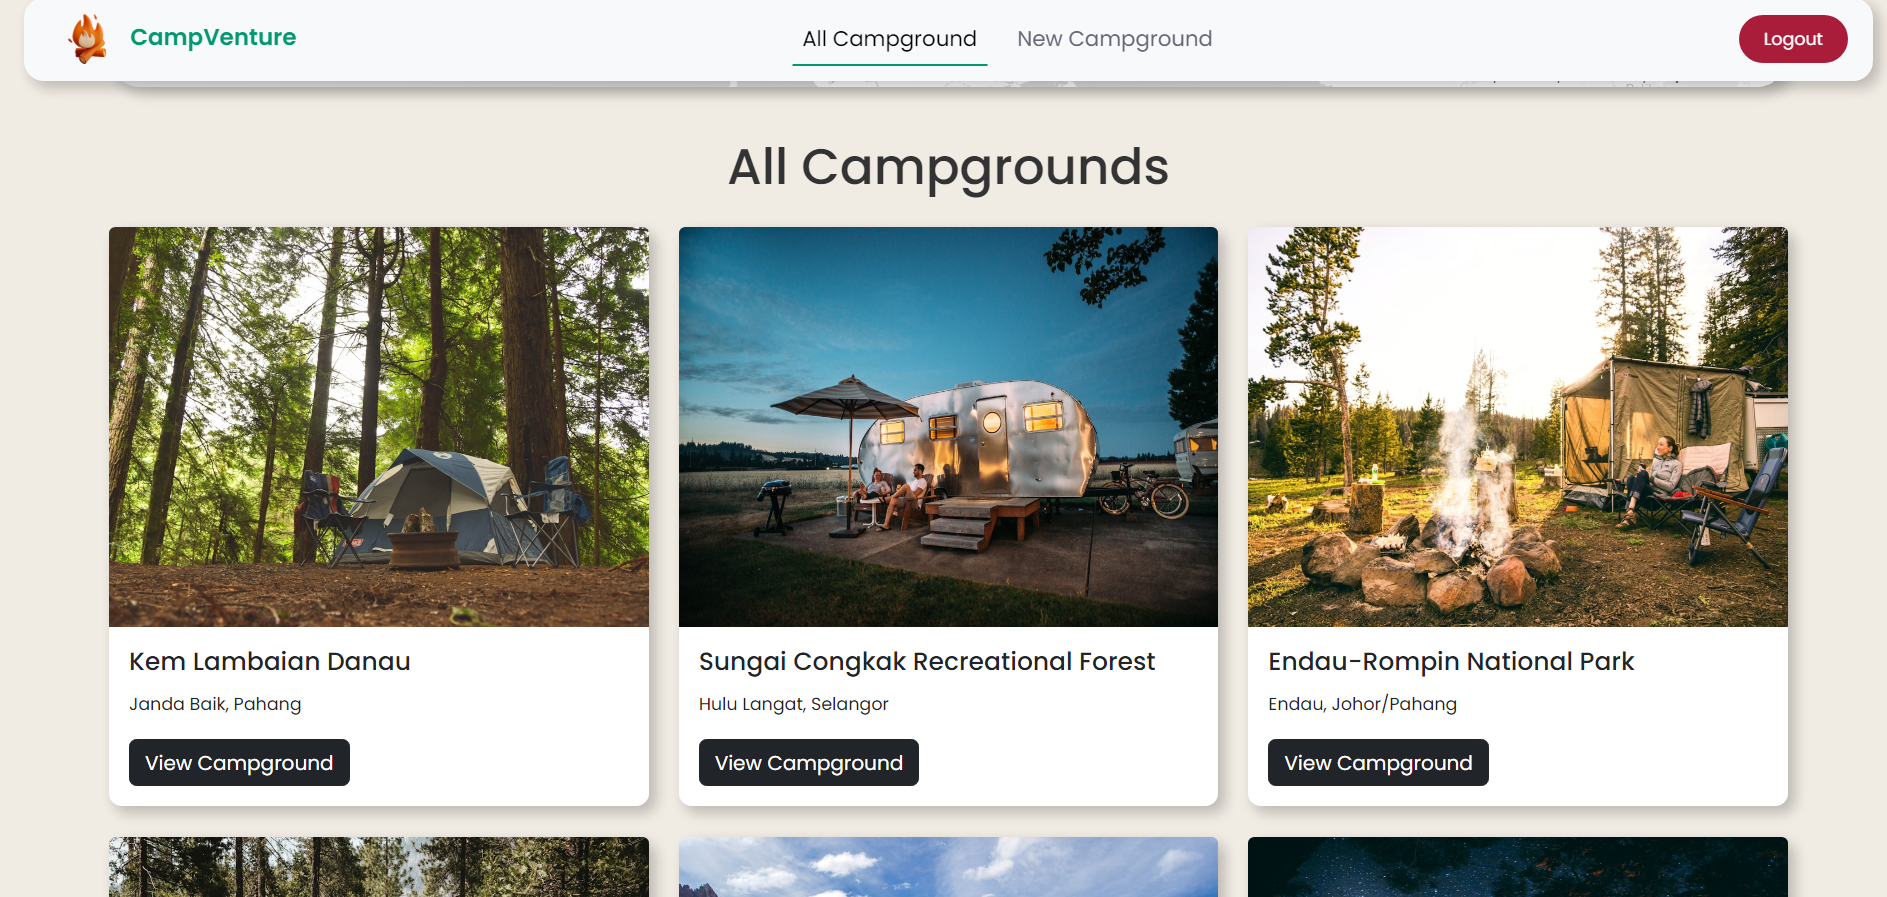 CampVenture
All Campground
New Campground
Logout
All Campgrounds
Kem Lambaian Danau
Janda Baik, Pahang
View Campground
Sungai Congkak Recreational Forest
Hulu Langat, Selangor
View Campground
Endau-Rompin National Park
Endau, Johor/Pahang
View Campground